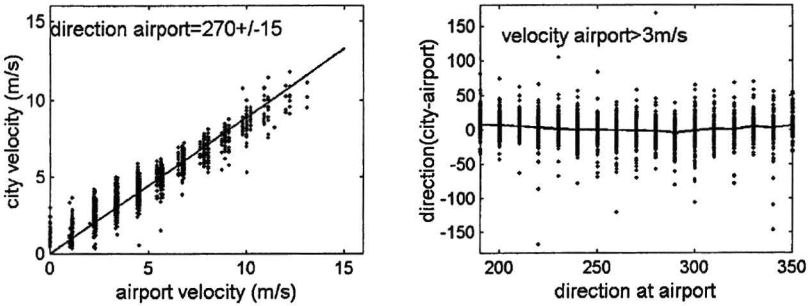 direction airport=270+/-15
15
10
5
0
city velocity (m/s)
0 5 10 15
airport velocity (m/s)
velocity airport>3m/s
150
100
50
0
-50
-100
-150
direction(city-airport)
200 250 300 350
direction at airport